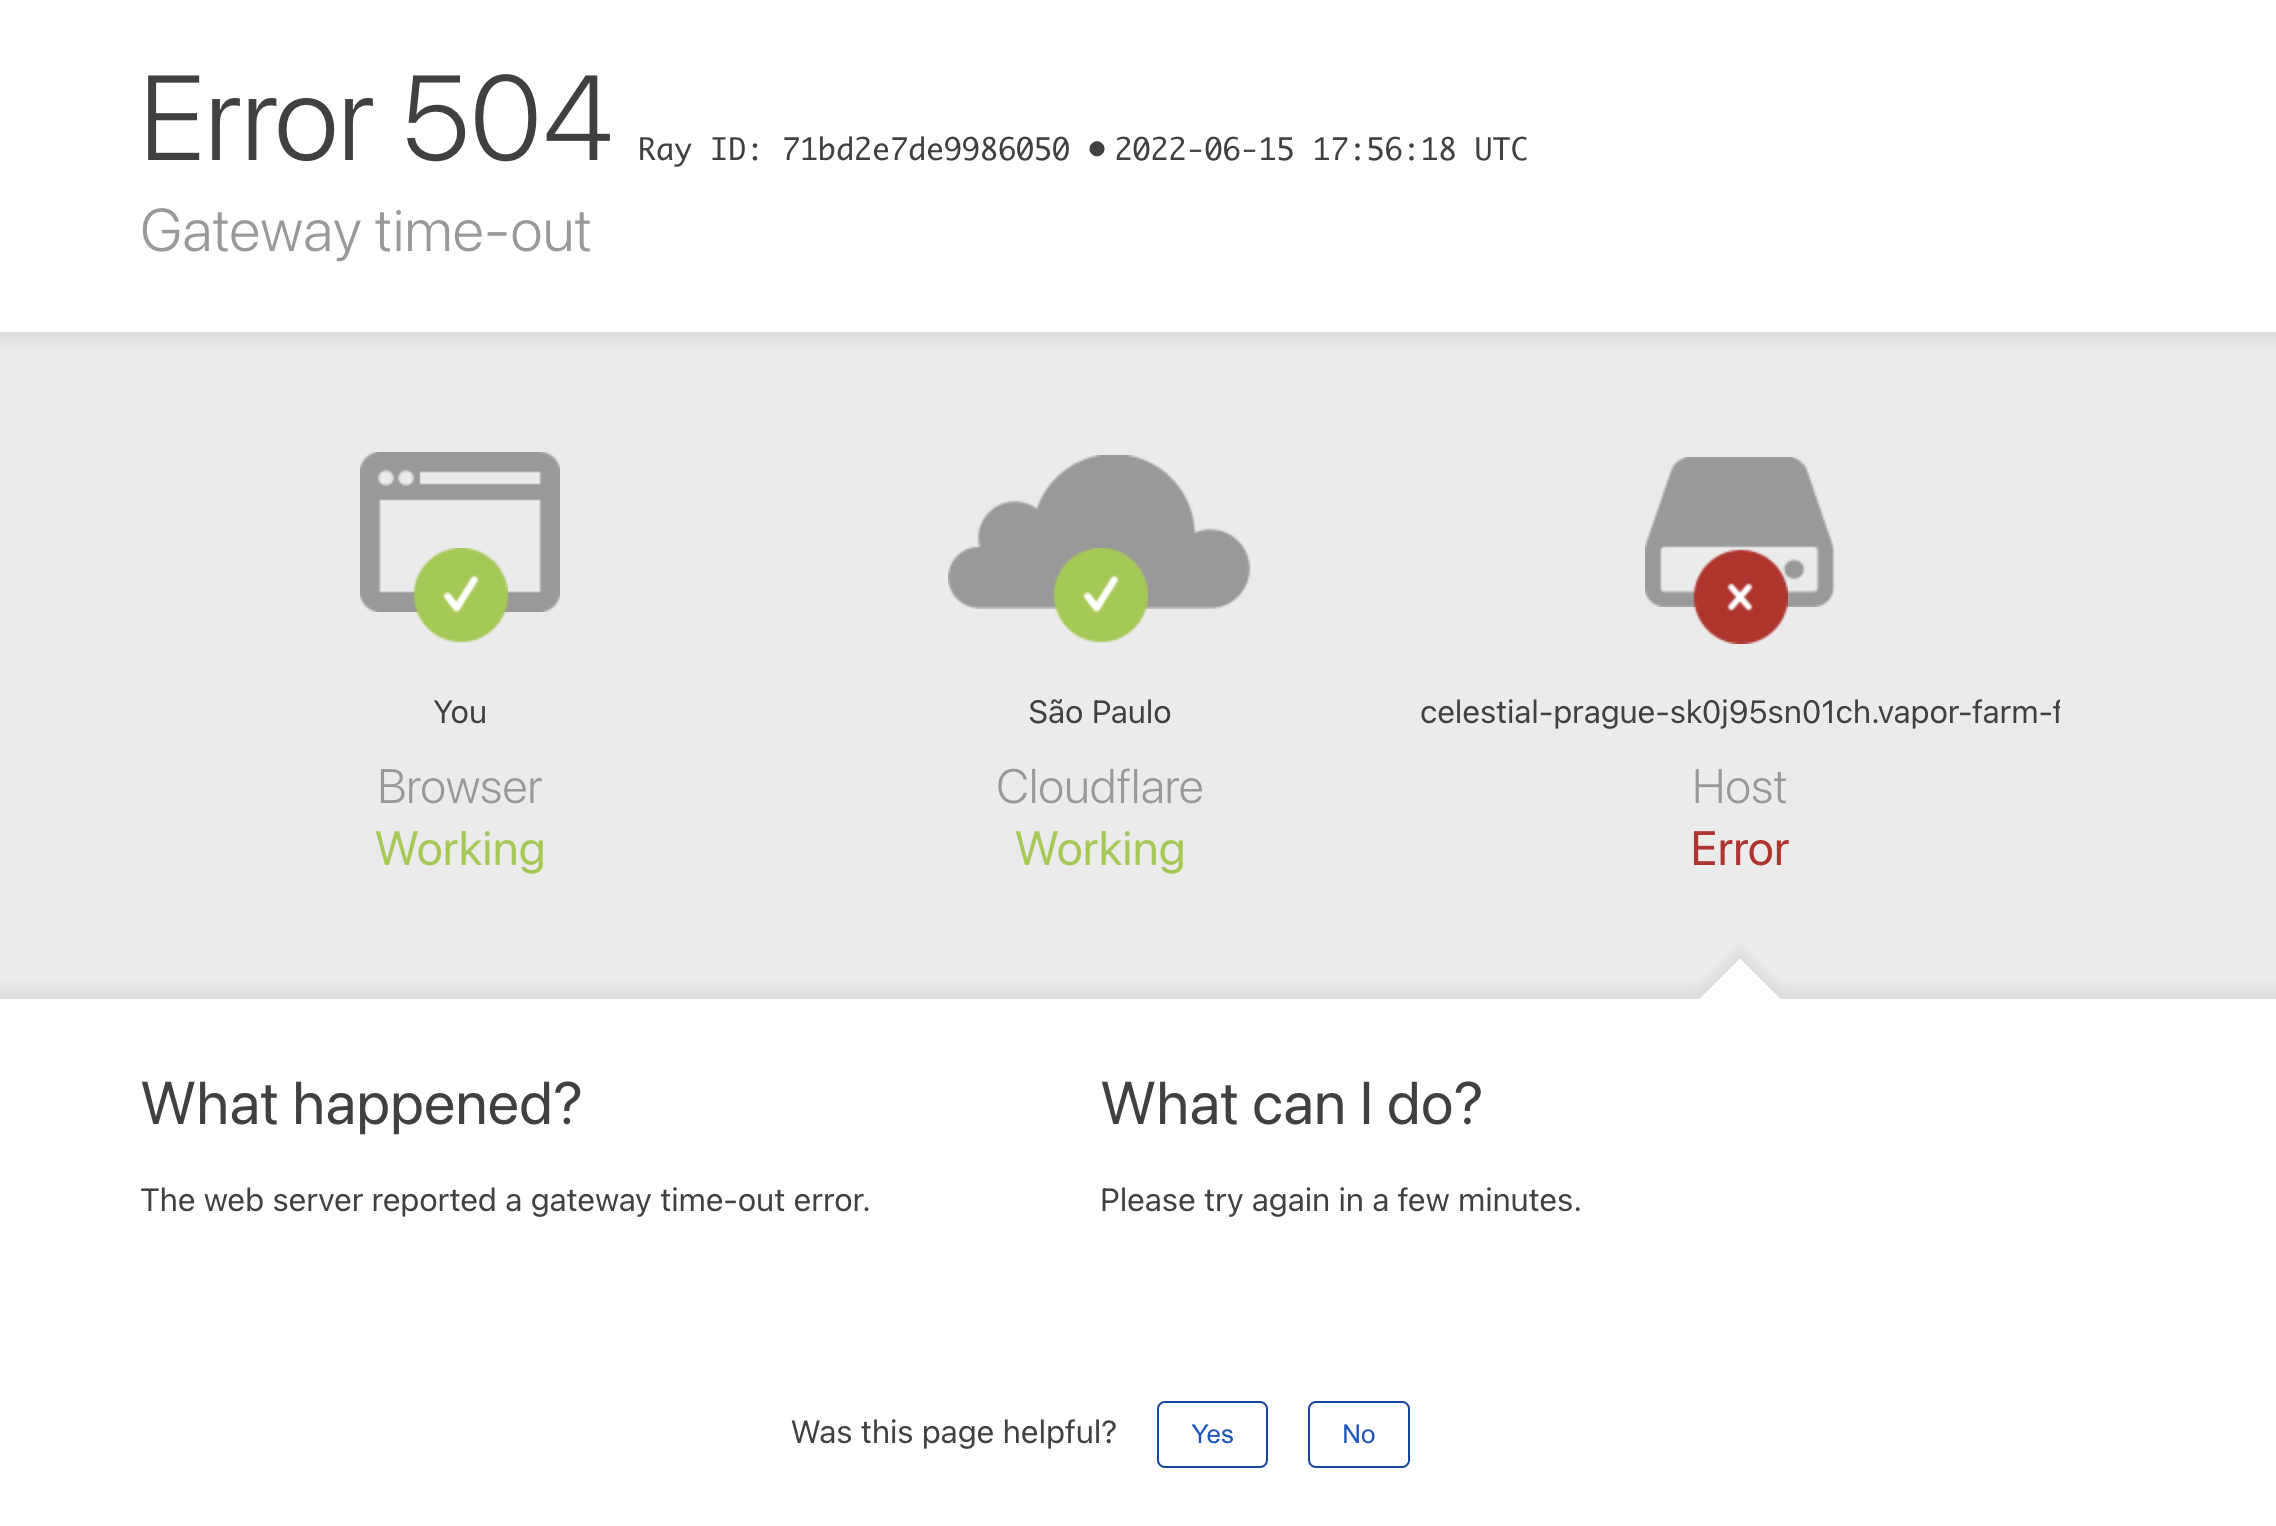 Error 504 Ray ID: 71bd2e7de9986050 • 2022-06-15 17:56:18 UTC
Gateway time-out
You
Browser
Working
São Paulo
Cloudflare
Working
celestial-prague-sk0j95sn01ch.vapor-farm-f
Host
Error
What happened?
The web server reported a gateway time-out error.
What can I do?
Please try again in a few minutes.
Was this page helpful? Yes No